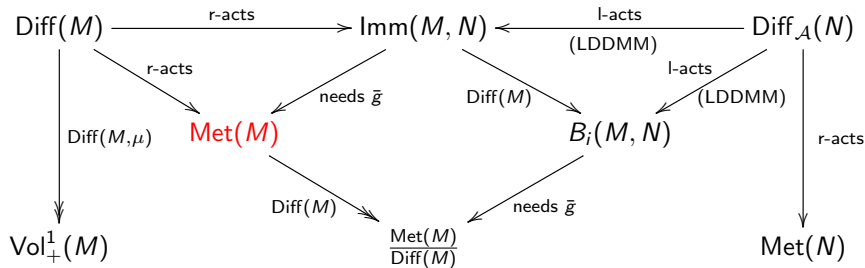 Diff(M) r-acts Imm(M, N) l-acts Diff_𝒜(N)
(LDDMM)
r-acts needs ḡ Diff(M) l-acts (LDDMM)
Diff(M,μ) Met(M) B_i(M, N) r-acts
Diff(M) needs ḡ
Vol^1_+(M) Met(M)/Diff(M) Met(N)